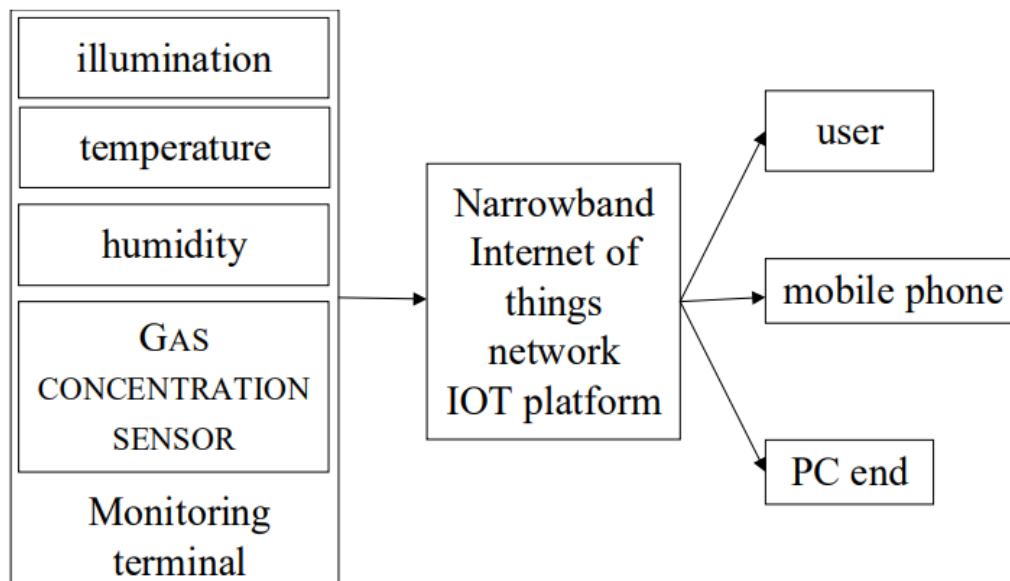 illumination
temperature
humidity
GAS
CONCENTRATION
SENSOR
Monitoring
terminal
Narrowband
Internet of
things
network
IOT platform
user
mobile phone
PC end